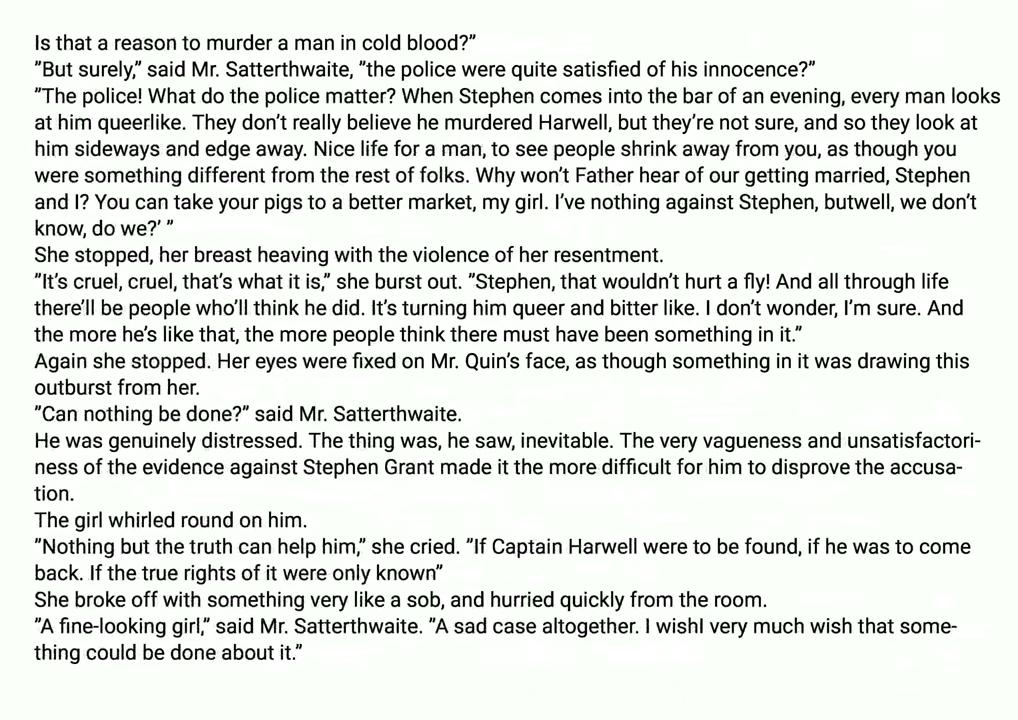 Is that a reason to murder a man in cold blood?”
”But surely,” said Mr. Satterthwaite, ”the police were quite satisfied of his innocence?”
”The police! What do the police matter? When Stephen comes into the bar of an evening, every man looks
at him queerlike. They don’t really believe he murdered Harwell, but they’re not sure, and so they look at
him sideways and edge away. Nice life for a man, to see people shrink away from you, as though you
were something different from the rest of folks. Why won’t Father hear of our getting married, Stephen
and I? You can take your pigs to a better market, my girl. I’ve nothing against Stephen, butwell, we don’t
know, do we?’ ”
She stopped, her breast heaving with the violence of her resentment.
”It’s cruel, cruel, that’s what it is,” she burst out. ”Stephen, that wouldn’t hurt a fly! And all through life
there’ll be people who’ll think he did. It’s turning him queer and bitter like. I don’t wonder, I’m sure. And
the more he’s like that, the more people think there must have been something in it.”
Again she stopped. Her eyes were fixed on Mr. Quin’s face, as though something in it was drawing this
outburst from her.
”Can nothing be done?” said Mr. Satterthwaite.
He was genuinely distressed. The thing was, he saw, inevitable. The very vagueness and unsatisfactori-
ness of the evidence against Stephen Grant made it the more difficult for him to disprove the accusa-
tion.
The girl whirled round on him.
”Nothing but the truth can help him,” she cried. ”If Captain Harwell were to be found, if he was to come
back. If the true rights of it were only known”
She broke off with something very like a sob, and hurried quickly from the room.
”A fine-looking girl,” said Mr. Satterthwaite. ”A sad case altogether. I wishI very much wish that some-
thing could be done about it.”